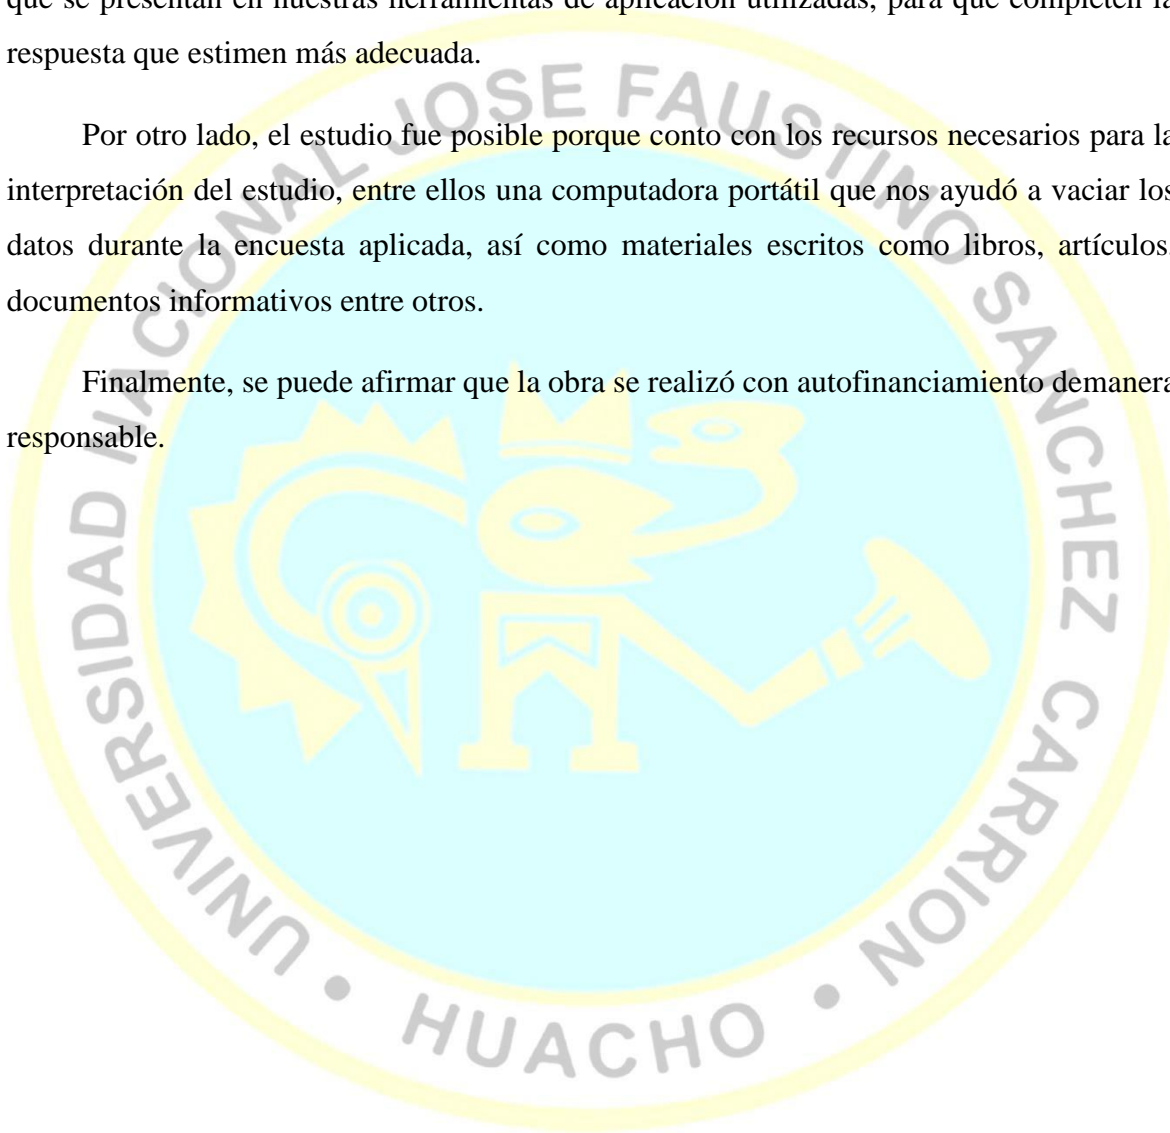 que se presentan en nuestras herramientas de aplicación utilizadas, para que completen la
respuesta que estimen más adecuada.
Por otro lado, el estudio fue posible porque conto con los recursos necesarios para la
interpretación del estudio, entre ellos una computadora portátil que nos ayudó a vaciar los
datos durante la encuesta aplicada, así como materiales escritos como libros, artículos,
documentos informativos entre otros.
Finalmente, se puede afirmar que la obra se realizó con autofinanciamiento demanera
responsable.
UNIVERSIDAD NACIONAL JOSE FAUSTINO SANCHEZ CARRION
• HUACHO •